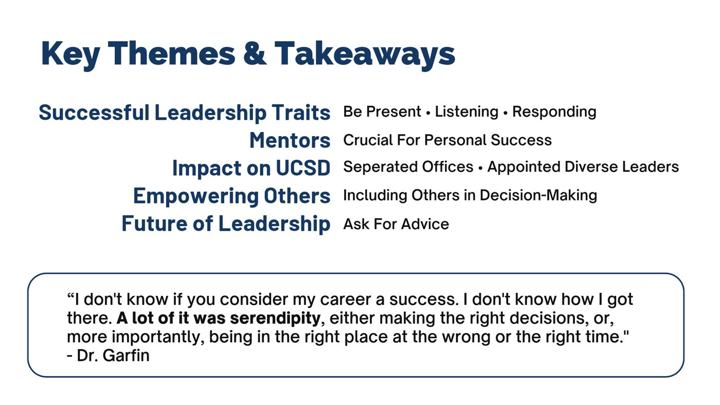 Key Themes & Takeaways
Successful Leadership Traits Be Present • Listening • Responding
Mentors Crucial For Personal Success
Impact on UCSD Seperated Offices • Appointed Diverse Leaders
Empowering Others Including Others in Decision-Making
Future of Leadership Ask For Advice
“I don't know if you consider my career a success. I don't know how I got
there. A lot of it was serendipity, either making the right decisions, or,
more importantly, being in the right place at the wrong or the right time."
- Dr. Garfin